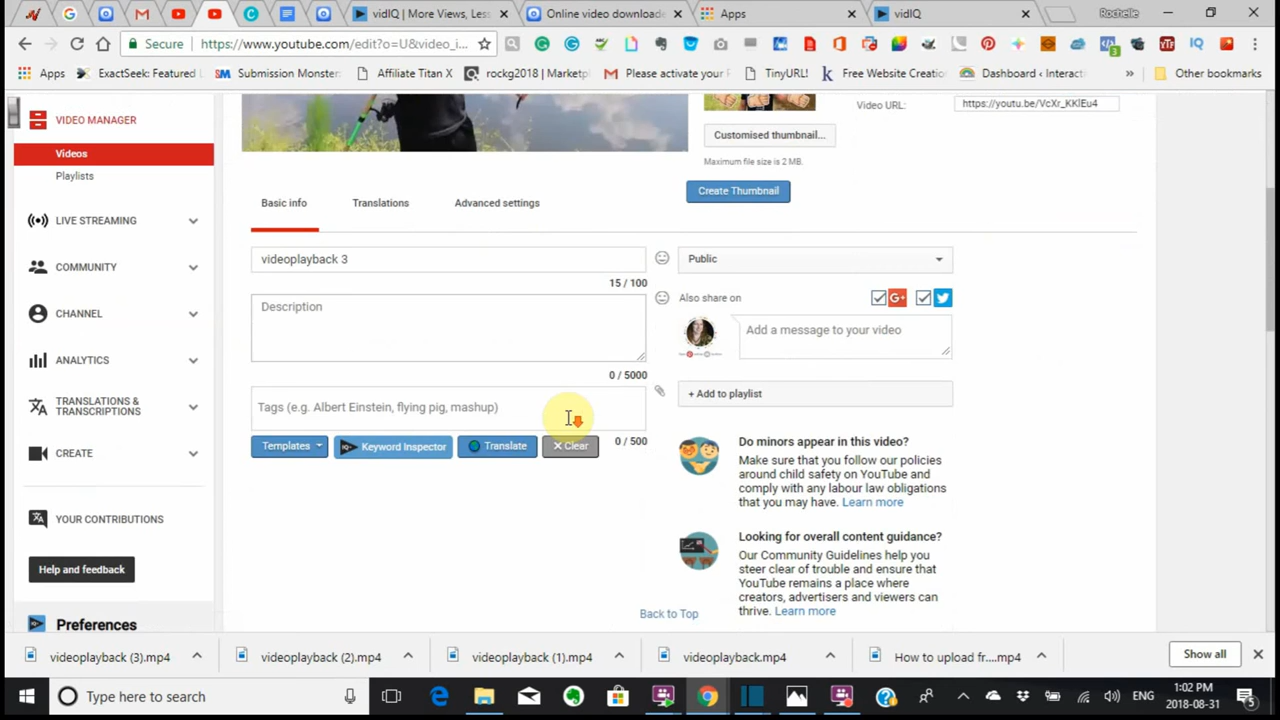 vidIQ | More Views, Less
Online video downloade
Apps
vidIQ
Rochelle
Secure
https://www.youtube.com/edit?o=U&video_i...
Apps
ExactSeek: Featured L
Submission Monster
Affiliate Titan X
rockg2018 | Marketpl
Please activate your F
TinyURL!
Free Website Creatio
Dashboard ‹ Interact
»
Other bookmarks
VIDEO MANAGER
Videos
Playlists
LIVE STREAMING
COMMUNITY
CHANNEL
ANALYTICS
TRANSLATIONS &
TRANSCRIPTIONS
CREATE
YOUR CONTRIBUTIONS
Help and feedback
Preferences
Video URL:
https://youtu.be/VcXr_KKlEu4
Customised thumbnail...
Maximum file size is 2 MB.
Create Thumbnail
Basic info
Translations
Advanced settings
videoplayback 3
15 / 100
Description
0 / 5000
Tags (e.g. Albert Einstein, flying pig, mashup)
Templates
Keyword Inspector
Translate
× Clear
0 / 500
Public
Also share on
Add a message to your video
+ Add to playlist
Do minors appear in this video?
Make sure that you follow our policies
around child safety on YouTube and
comply with any labour law obligations
that you may have. Learn more
Looking for overall content guidance?
Our Community Guidelines help you
steer clear of trouble and ensure that
YouTube remains a place where
creators, advertisers and viewers can
thrive. Learn more
Back to Top
videoplayback (3).mp4
videoplayback (2).mp4
videoplayback (1).mp4
videoplayback.mp4
How to upload fr....mp4
Show all
Type here to search
ENG
1:02 PM
2018-08-31
5